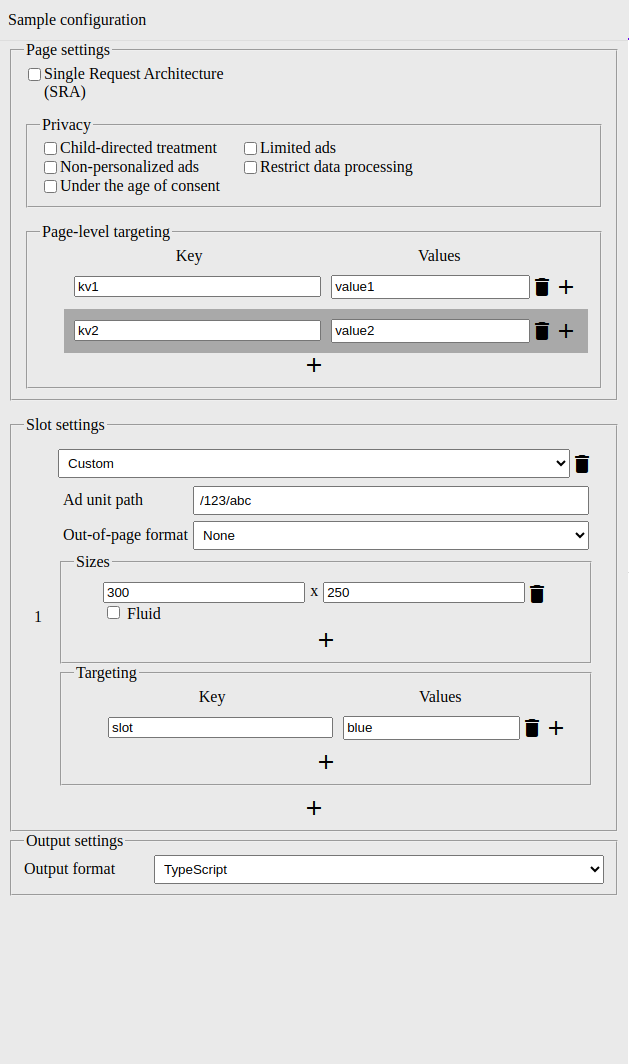 Sample configuration
Page settings
Single Request Architecture
(SRA)
Privacy
Child-directed treatment Limited ads
Non-personalized ads Restrict data processing
Under the age of consent
Page-level targeting
Key Values
kv1 value1
kv2 value2
Slot settings
Custom
Ad unit path /123/abc
Out-of-page format None
Sizes
300 x 250
Fluid
1
Targeting
Key Values
slot blue
Output settings
Output format TypeScript